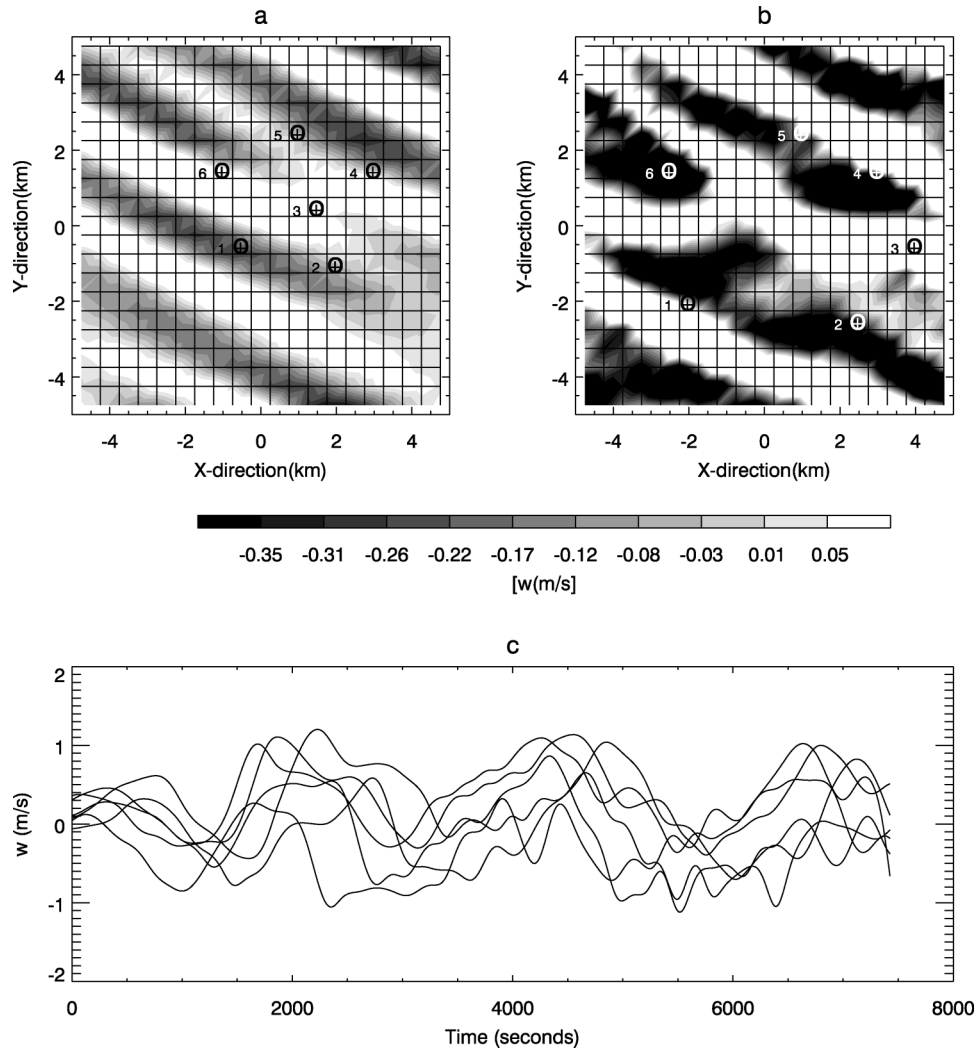 a
b
Y-direction(km)
4
2
0
-2
-4
5
6
4
3
1
2
-4 -2 0 2 4
X-direction(km)
Y-direction(km)
4
2
0
-2
-4
5
6
4
3
1
2
-4 -2 0 2 4
X-direction(km)
-0.35 -0.31 -0.26 -0.22 -0.17 -0.12 -0.08 -0.03 0.01 0.05
[w(m/s]
c
w (m/s)
2
1
0
-1
-2
0 2000 4000 6000 8000
Time (seconds)